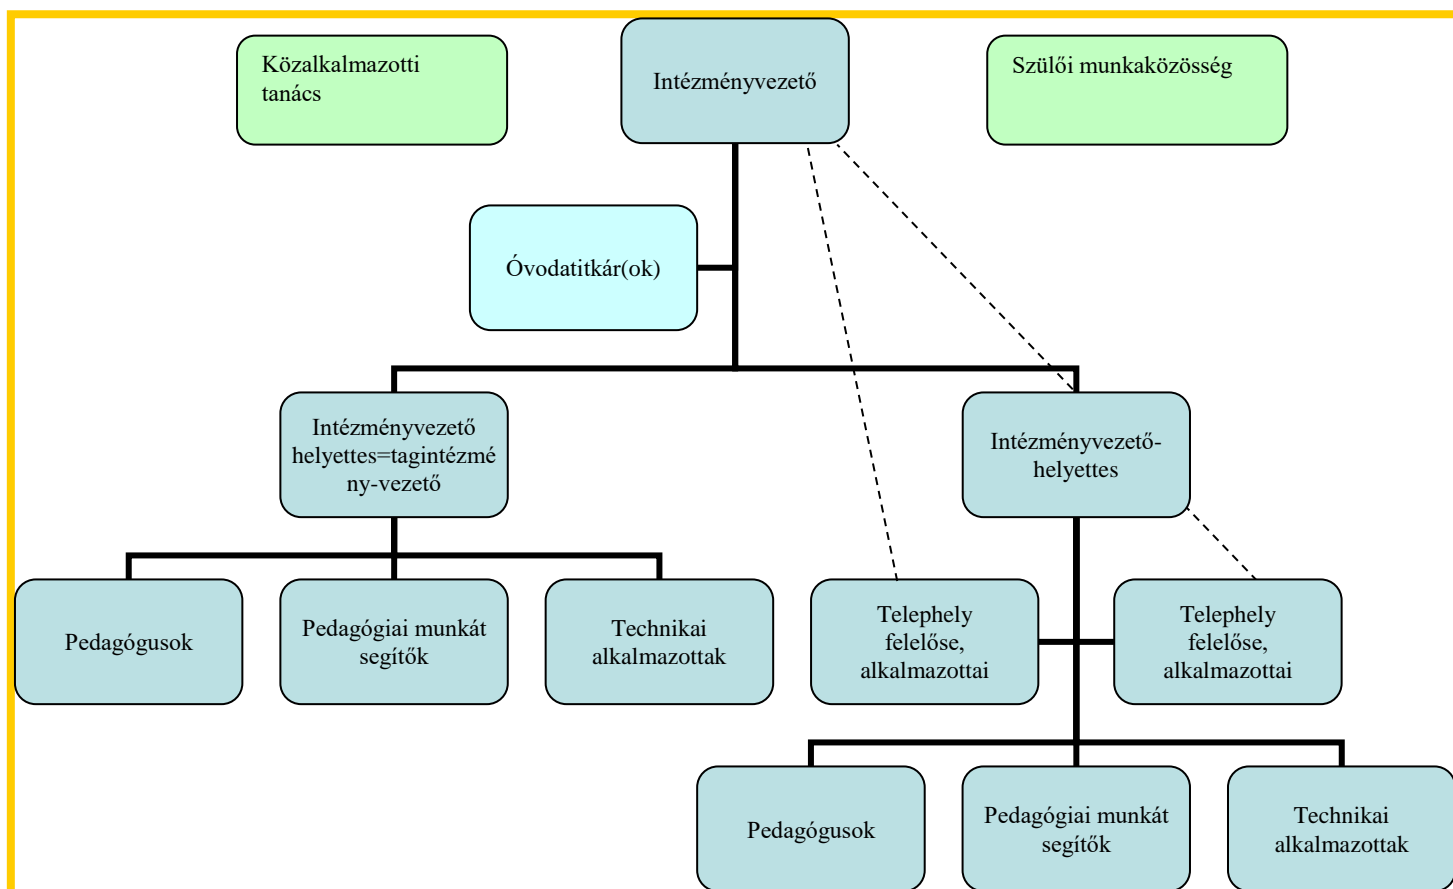 Közalkalmazotti
tanács
Intézményvezető
Szülői munkaközösség
Óvodatitkár(ok)
Intézményvezető
helyettes=tagintézmé
ny-vezető
Intézményvezető-
helyettes
Pedagógusok
Pedagógiai munkát
segítők
Technikai
alkalmazottak
Telephely
felelőse,
alkalmazottai
Telephely
felelőse,
alkalmazottai
Pedagógusok
Pedagógiai munkát
segítők
Technikai
alkalmazottak